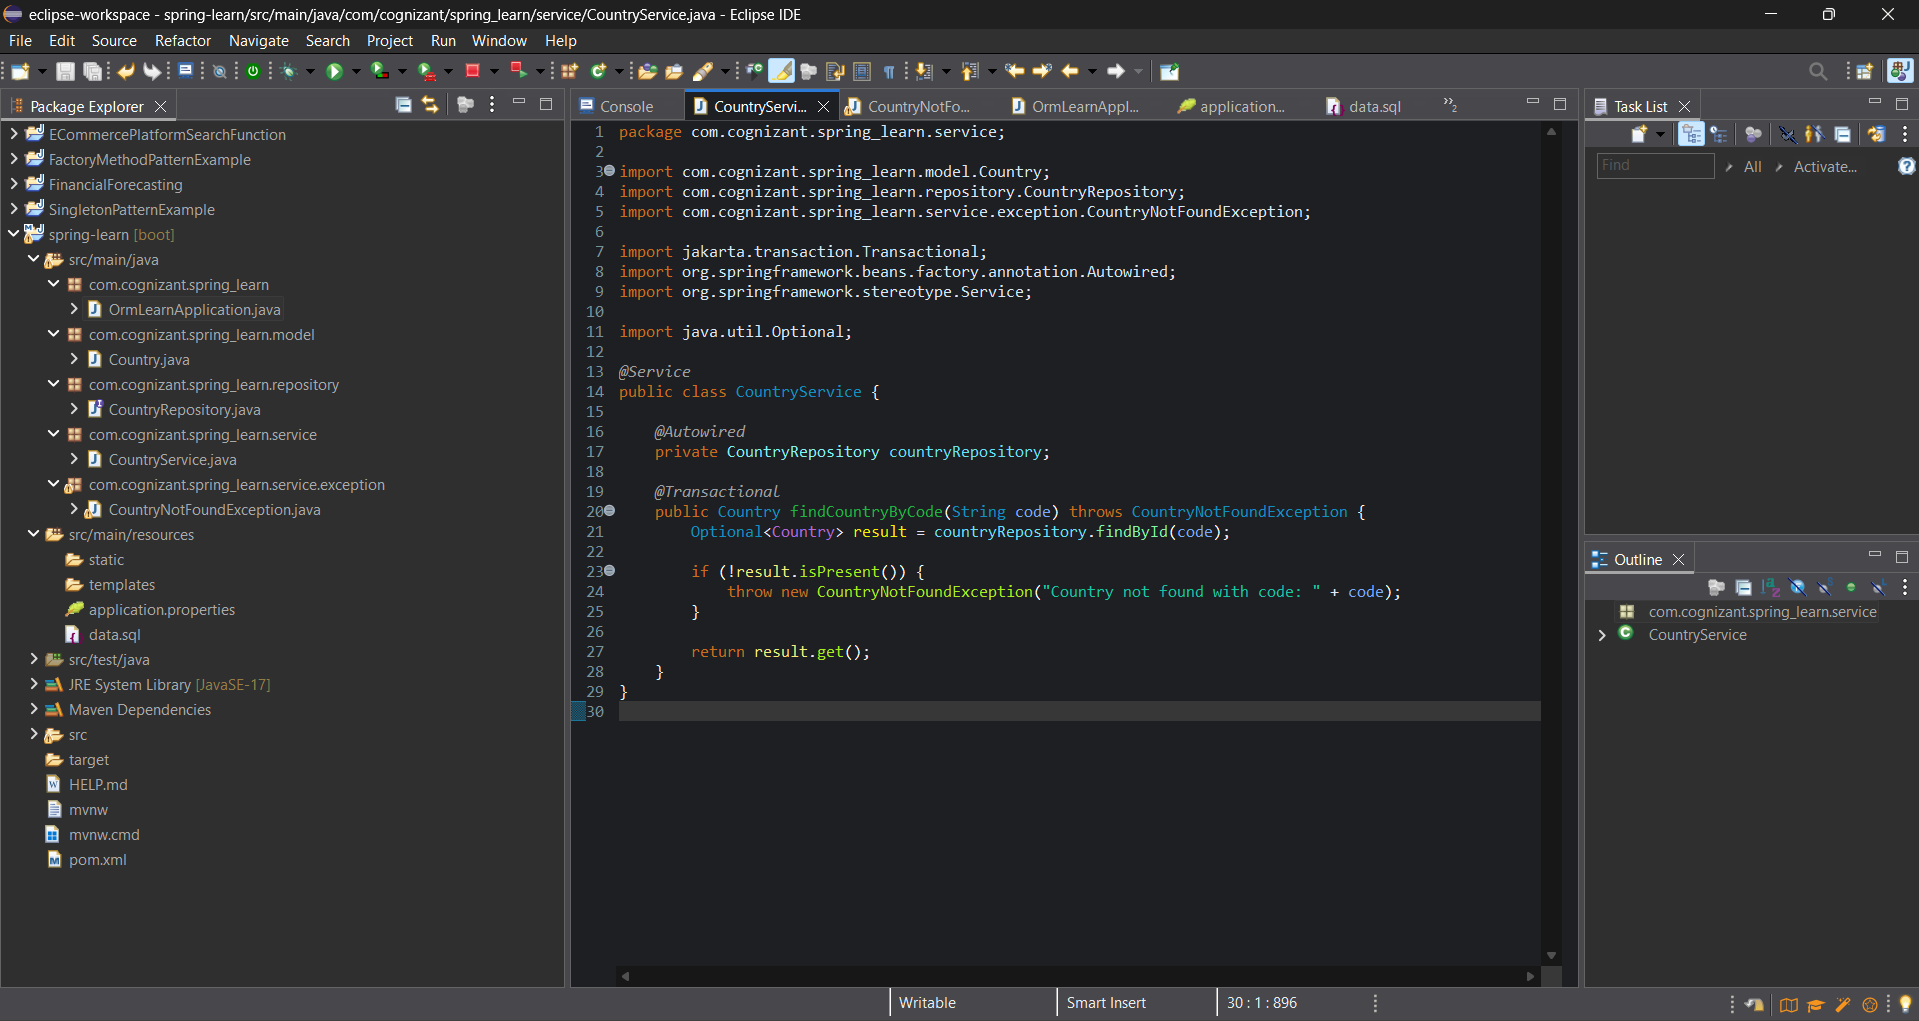 eclipse-workspace - spring-learn/src/main/java/com/cognizant/spring_learn/service/CountryService.java - Eclipse IDE
File Edit Source Refactor Navigate Search Project Run Window Help
Package Explorer
ECommercePlatformSearchFunction
FactoryMethodPatternExample
FinancialForecasting
SingletonPatternExample
spring-learn [boot]
src/main/java
com.cognizant.spring_learn
OrmLearnApplication.java
com.cognizant.spring_learn.model
Country.java
com.cognizant.spring_learn.repository
CountryRepository.java
com.cognizant.spring_learn.service
CountryService.java
com.cognizant.spring_learn.service.exception
CountryNotFoundException.java
src/main/resources
static
templates
application.properties
data.sql
src/test/java
JRE System Library [JavaSE-17]
Maven Dependencies
src
target
HELP.md
mvnw
mvnw.cmd
pom.xml
Console CountryServi... CountryNotFo... OrmLearnAppl... application... data.sql »2
1 package com.cognizant.spring_learn.service;
2
3 import com.cognizant.spring_learn.model.Country;
4 import com.cognizant.spring_learn.repository.CountryRepository;
5 import com.cognizant.spring_learn.service.exception.CountryNotFoundException;
6
7 import jakarta.transaction.Transactional;
8 import org.springframework.beans.factory.annotation.Autowired;
9 import org.springframework.stereotype.Service;
10
11 import java.util.Optional;
12
13 @Service
14 public class CountryService {
15
16 @Autowired
17 private CountryRepository countryRepository;
18
19 @Transactional
20 public Country findCountryByCode(String code) throws CountryNotFoundException {
21 Optional<Country> result = countryRepository.findById(code);
22
23 if (!result.isPresent()) {
24 throw new CountryNotFoundException("Country not found with code: " + code);
25 }
26
27 return result.get();
28 }
29 }
30
Task List
Find All Activate...
Outline
com.cognizant.spring_learn.service
CountryService
Writable Smart Insert 30 : 1 : 896